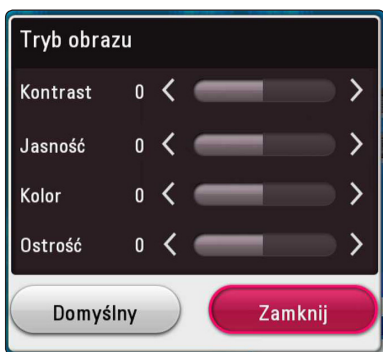 Tryb obrazu
Kontrast 0
Jasność 0
Kolor 0
Ostrość 0
Domyślny Zamknij